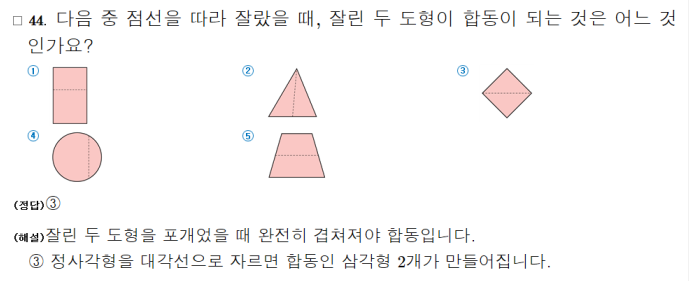 □ 44. 다음 중 점선을 따라 잘랐을 때, 잘린 두 도형이 합동이 되는 것은 어느 것
인가요?
① ② ③
④ ⑤
(정답)③
(해설)잘린 두 도형을 포개었을 때 완전히 겹쳐져야 합동입니다.
③ 정사각형을 대각선으로 자르면 합동인 삼각형 2개가 만들어집니다.